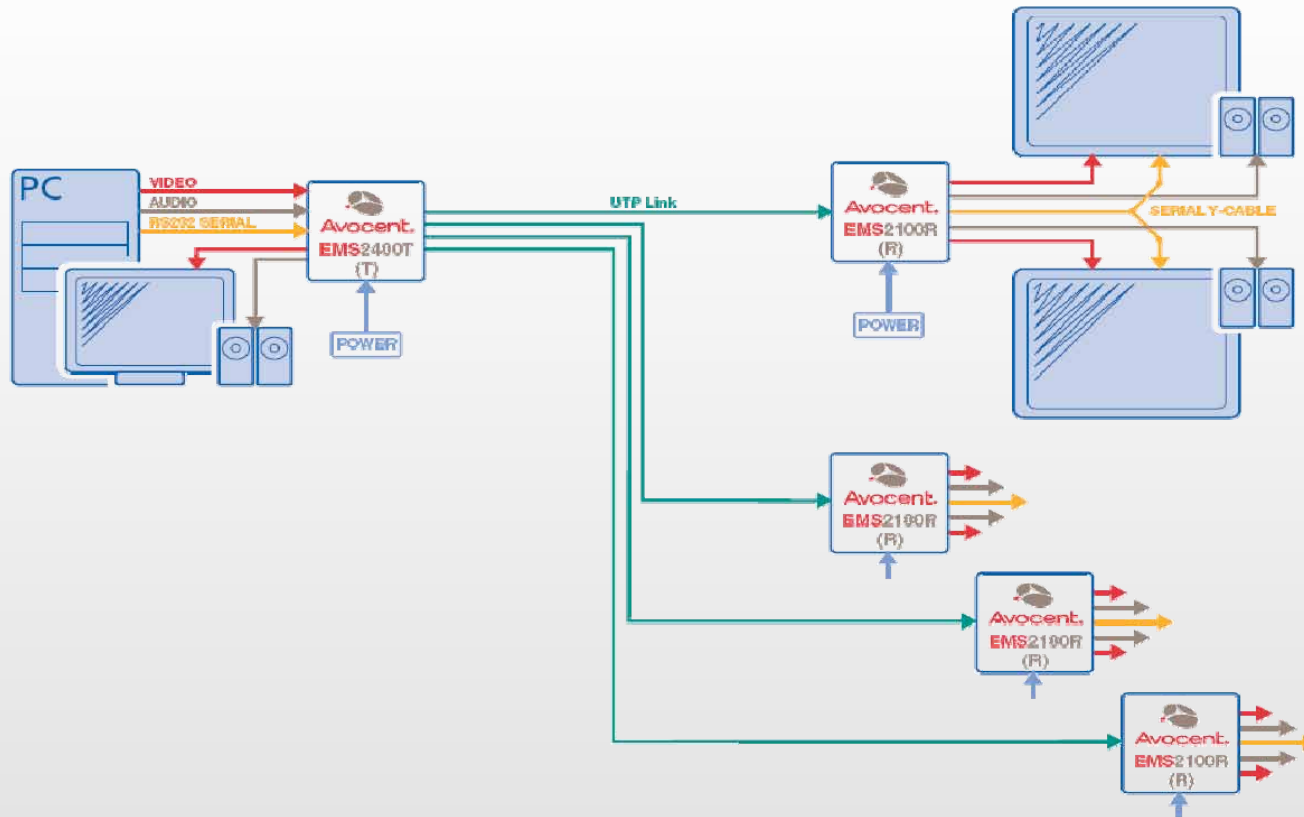 PC
VIDEO
AUDIO
RS232 SERIAL
Avocent.
EMS2400T
(T)
POWER
UTP Link
Avocent.
EMS2100R
(R)
POWER
SERIAL Y-CABLE
Avocent.
EMS2100R
(R)
Avocent.
EMS2100R
(R)
Avocent.
EMS2100R
(R)